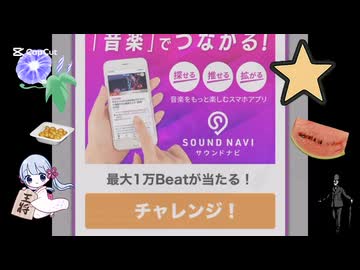 CapCut
「音楽」でつながる!
探せる 推せる 拡がる
音楽をもっと楽しむスマホアプリ
SOUND NAVI
サウンドナビ
最大1万Beatが当たる!
チャレンジ!
王将